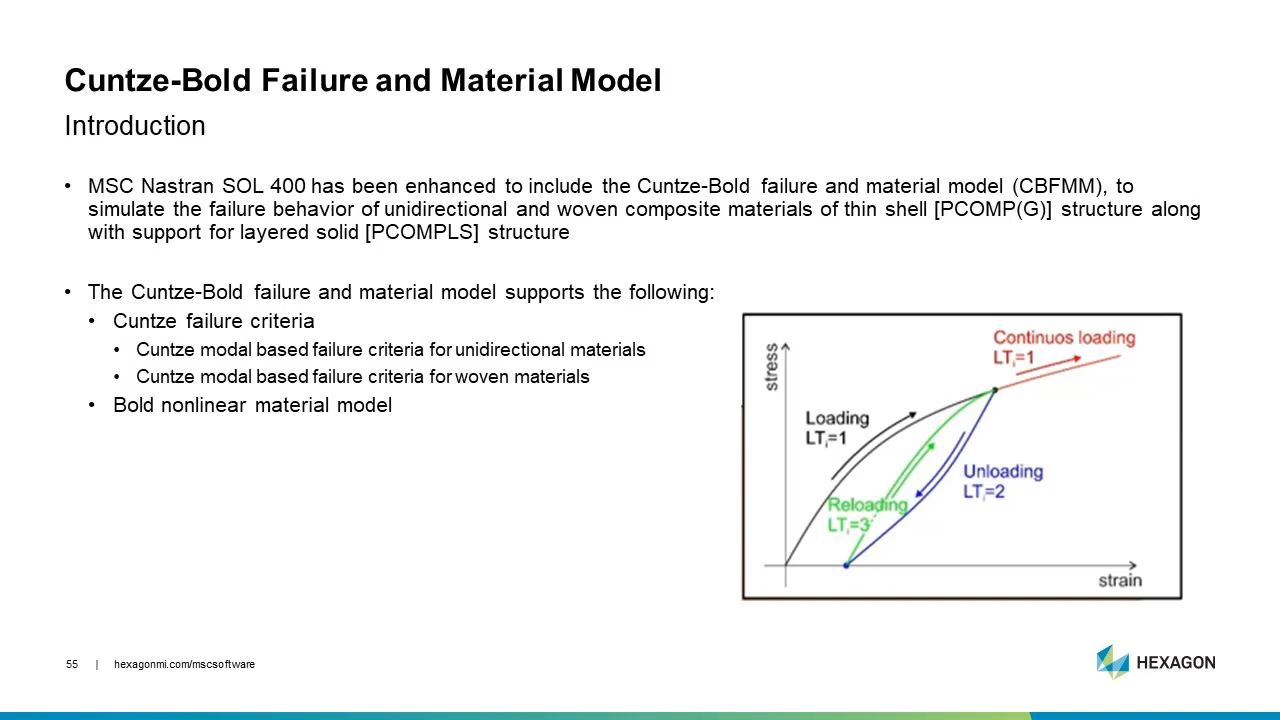 Cuntze-Bold Failure and Material Model
Introduction
• MSC Nastran SOL 400 has been enhanced to include the Cuntze-Bold failure and material model (CBFMM), to
simulate the failure behavior of unidirectional and woven composite materials of thin shell [PCOMP(G)] structure along
with support for layered solid [PCOMPLS] structure
• The Cuntze-Bold failure and material model supports the following:
• Cuntze failure criteria
• Cuntze modal based failure criteria for unidirectional materials
• Cuntze modal based failure criteria for woven materials
• Bold nonlinear material model
stress
Continuos loading
LTi=1
Loading
LTi=1
Unloading
LTi=2
Reloading
LTi=3
strain
55 | hexagonmi.com/mscsoftware
HEXAGON